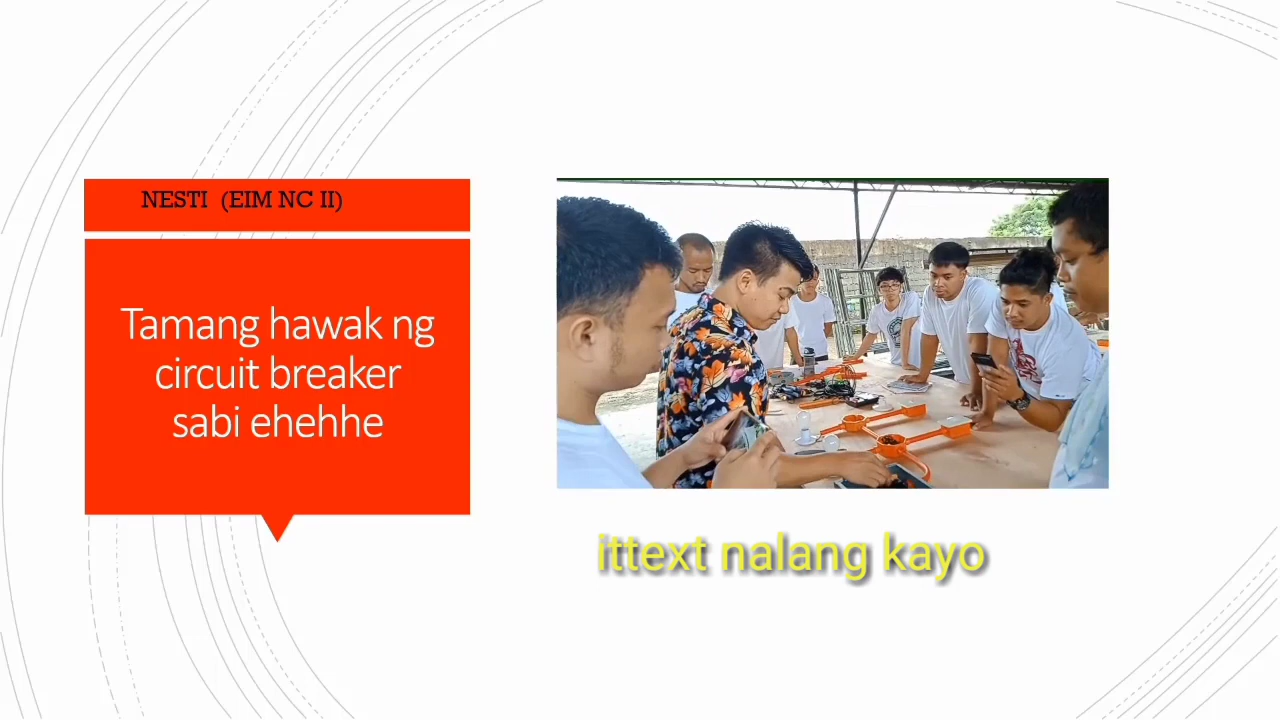 NESTI (EIM NC II)
Tamang hawak ng
circuit breaker
sabi ehehhe
ittext nalang kayo